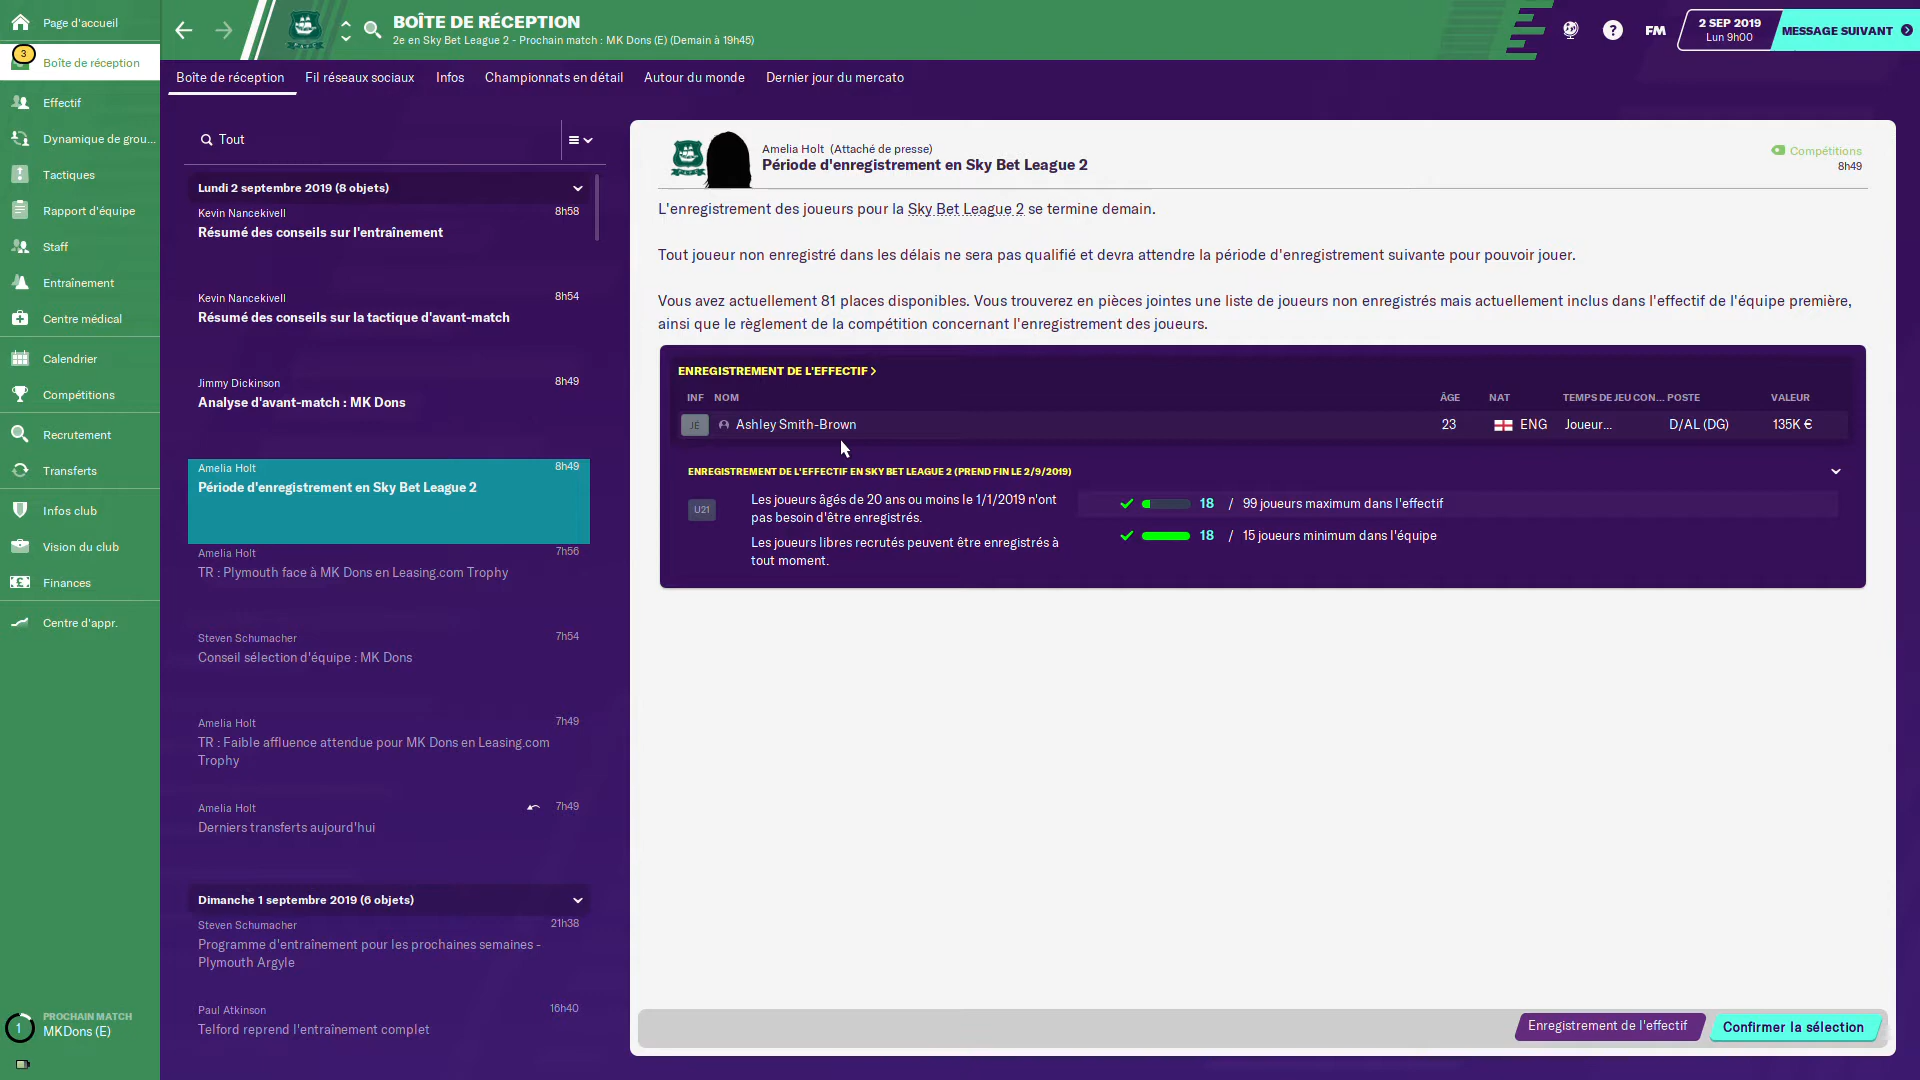 Page d'accueil
3
Boîte de réception
Effectif
Dynamique de grou...
Tactiques
Rapport d'équipe
Staff
Entraînement
Centre médical
Calendrier
Compétitions
Recrutement
Transferts
Infos club
Vision du club
Finances
Centre d'appr.
1
PROCHAIN MATCH
MK Dons (E)
BOÎTE DE RÉCEPTION
2e en Sky Bet League 2 - Prochain match : MK Dons (E) (Demain à 19h45)
?
FM
2 SEP 2019
Lun 9h00
MESSAGE SUIVANT
Boîte de réception
Fil réseaux sociaux
Infos
Championnats en détail
Autour du monde
Dernier jour du mercato
Tout
Lundi 2 septembre 2019 (8 objets)
Kevin Nancekivell
8h58
Résumé des conseils sur l'entraînement
Kevin Nancekivell
8h54
Résumé des conseils sur la tactique d'avant-match
Jimmy Dickinson
8h49
Analyse d'avant-match : MK Dons
Amelia Holt
8h49
Période d'enregistrement en Sky Bet League 2
Amelia Holt
7h56
TR : Plymouth face à MK Dons en Leasing.com Trophy
Steven Schumacher
7h54
Conseil sélection d'équipe : MK Dons
Amelia Holt
7h49
TR : Faible affluence attendue pour MK Dons en Leasing.com
Trophy
Amelia Holt
7h49
Derniers transferts aujourd'hui
Dimanche 1 septembre 2019 (6 objets)
Steven Schumacher
21h38
Programme d'entraînement pour les prochaines semaines -
Plymouth Argyle
Paul Atkinson
16h40
Telford reprend l'entraînement complet
Amelia Holt (Attaché de presse)
Période d'enregistrement en Sky Bet League 2
Compétitions
8h49
L'enregistrement des joueurs pour la Sky Bet League 2 se termine demain.
Tout joueur non enregistré dans les délais ne sera pas qualifié et devra attendre la période d'enregistrement suivante pour pouvoir jouer.
Vous avez actuellement 81 places disponibles. Vous trouverez en pièces jointes une liste de joueurs non enregistrés mais actuellement inclus dans l'effectif de l'équipe première,
ainsi que le règlement de la compétition concernant l'enregistrement des joueurs.
ENREGISTREMENT DE L'EFFECTIF >
INF NOM ÂGE NAT TEMPS DE JEU CON... POSTE VALEUR
JE Ashley Smith-Brown 23 ENG Joueur... D/AL (DG) 135K €
ENREGISTREMENT DE L'EFFECTIF EN SKY BET LEAGUE 2 (PREND FIN LE 2/9/2019)
U21
Les joueurs âgés de 20 ans ou moins le 1/1/2019 n'ont
pas besoin d'être enregistrés.
Les joueurs libres recrutés peuvent être enregistrés à
tout moment.
18 / 99 joueurs maximum dans l'effectif
18 / 15 joueurs minimum dans l'équipe
Enregistrement de l'effectif
Confirmer la sélection